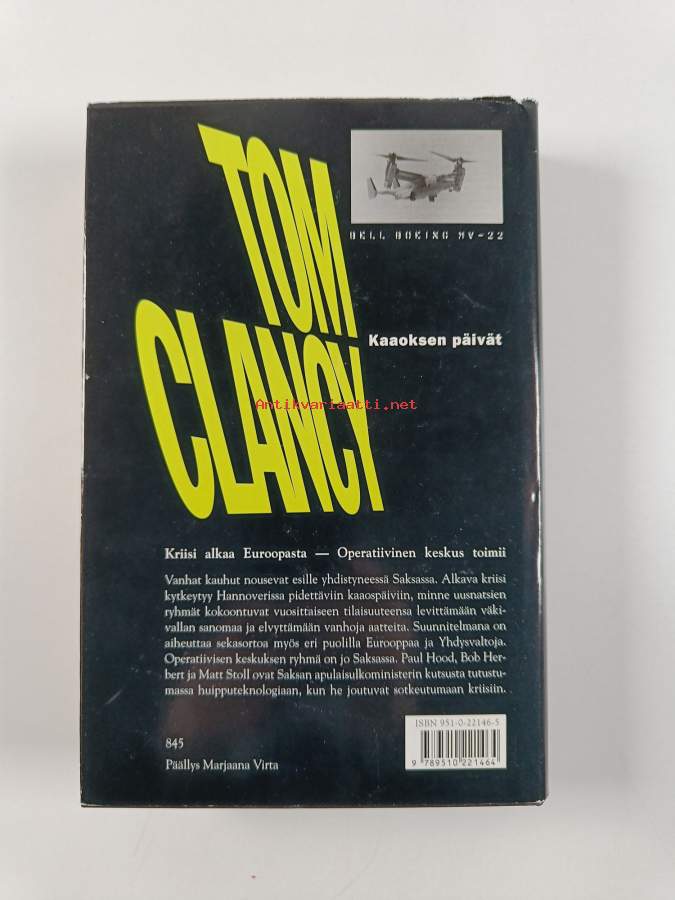 TOM
CLANCY
BELL BOEING MV-22
Kaaoksen päivät
Antikvariaatti.net
Kriisi alkaa Euroopasta — Operatiivinen keskus toimii
Vanhat kauhut nousevat esille yhdistyneessä Saksassa. Alkava kriisi
kytkeytyy Hannoverissa pidettäviin kaaospäiviin, minne uusnatsien
ryhmät kokoontuvat vuosittaiseen tilaisuuteensa levittämään väki-
vallan sanomaa ja elvyttämään vanhoja aatteita. Suunnitelmana on
aiheuttaa sekasortoa myös eri puolilla Eurooppaa ja Yhdysvaltoja.
Operatiivisen keskuksen ryhmä on jo Saksassa. Paul Hood, Bob Her-
bert ja Matt Stoll ovat Saksan apulaisulkoministerin kutsusta tutustu-
massa huipputeknologiaan, kun he joutuvat sotkeutumaan kriisiin.
ISBN 951-0-22146-5
845
Päällys Marjaana Virta
9 789510 221464